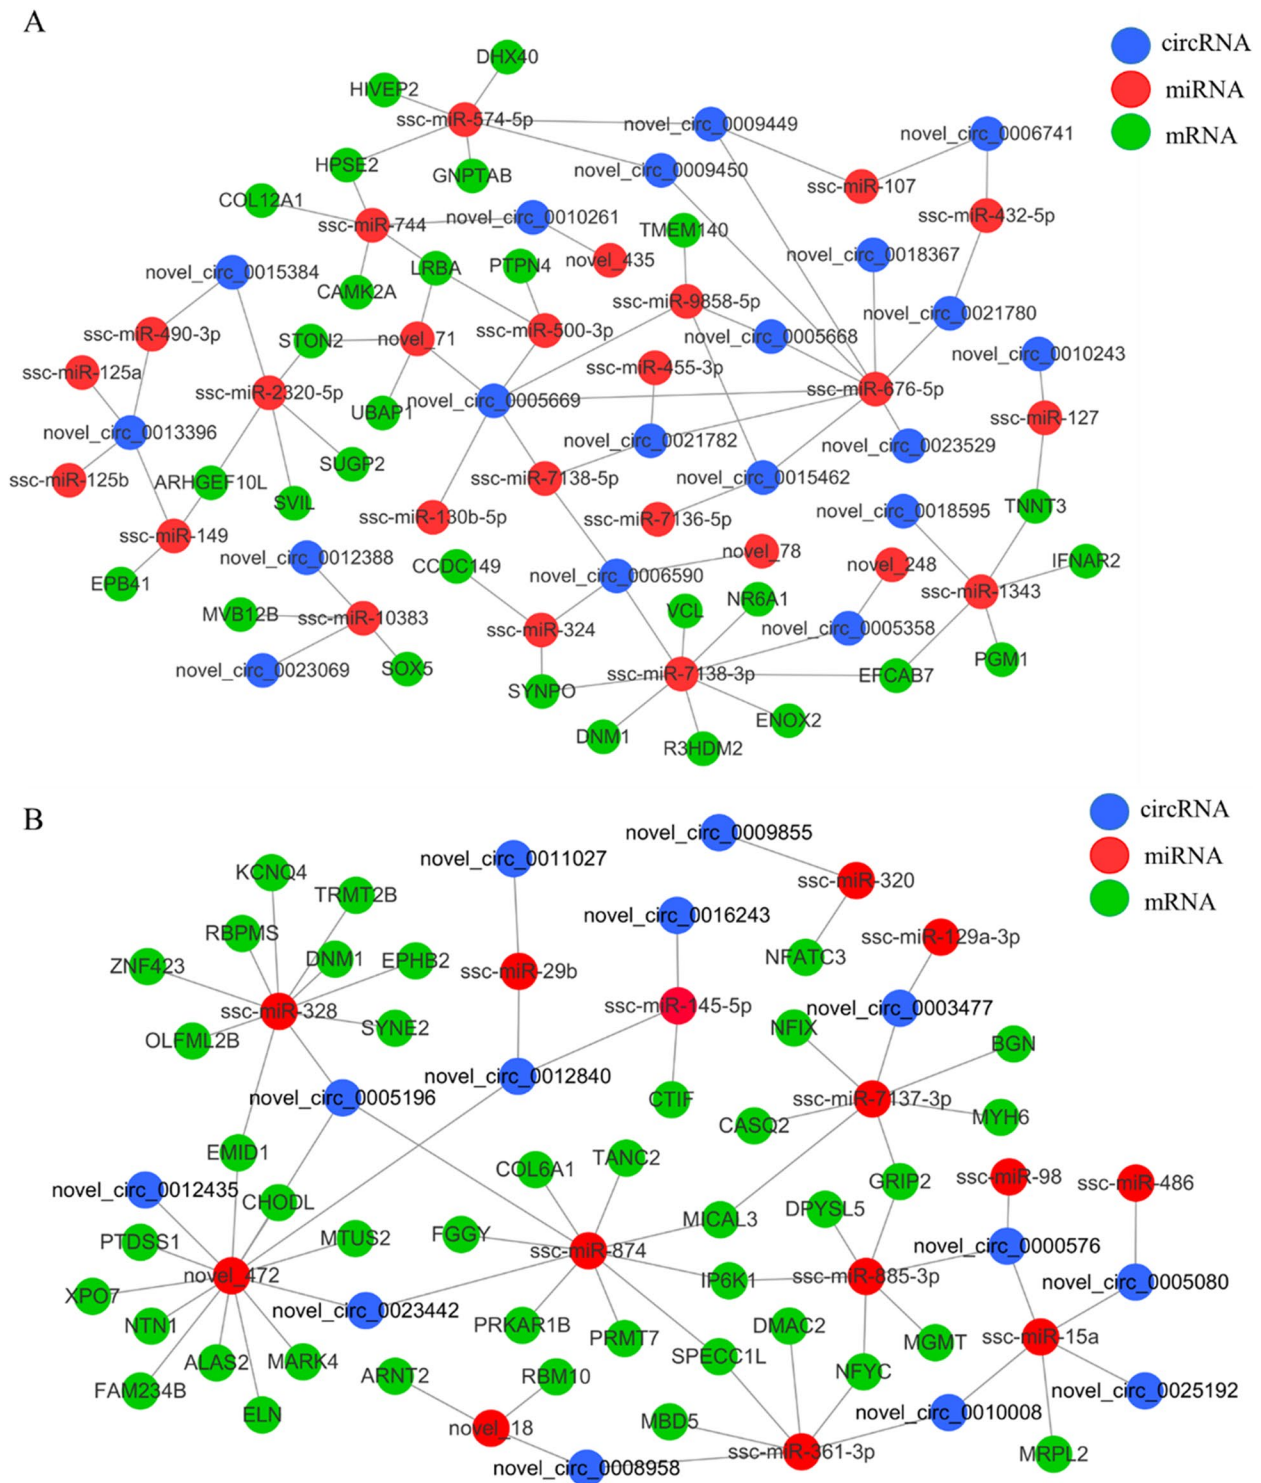 A
circRNA
miRNA
mRNA
DHX40
HIVEP2
ssc-miR-574-5p
novel_circ_0009449
novel_circ_0006741
HPSE2
GNPTAB
novel_circ_0009450
ssc-miR-107
COL12A1
ssc-miR-744
novel_circ_0010261
TMEM140
ssc-miR-432-5p
novel_circ_0015384
LRBA
PTPN4
novel_435
novel_circ_0018367
CAMK2A
ssc-miR-9858-5p
novel_circ_0021780
ssc-miR-490-3p
STON2
novel_71
ssc-miR-500-3p
novel_circ_0005668
novel_circ_0010243
ssc-miR-125a
ssc-miR-2320-5p
ssc-miR-455-3p
ssc-miR-676-5p
UBAP1
novel_circ_0005669
ssc-miR-127
novel_circ_0013396
novel_circ_0021782
novel_circ_0023529
SUGP2
ssc-miR-125b
ARHGEF10L
ssc-miR-7138-5p
novel_circ_0015462
SVIL
ssc-miR-130b-5p
ssc-miR-7136-5p
novel_circ_0018595
TNNT3
ssc-miR-149
novel_circ_0012388
CCDC149
novel_78
novel_248
IFNAR2
EPB41
novel_circ_0006590
ssc-miR-1343
MVB12B
ssc-miR-10383
VCL
NR6A1
ssc-miR-324
novel_circ_0005358
novel_circ_0023069
SOX5
PGM1
SYNPO
ssc-miR-7138-3p
EFCAB7
DNM1
R3HDM2
ENOX2
B
circRNA
miRNA
mRNA
novel_circ_0009855
novel_circ_0011027
KCNQ4
TRMT2B
ssc-miR-320
novel_circ_0016243
RBPMS
ssc-miR-129a-3p
ZNF423
DNM1
EPHB2
NFATC3
ssc-miR-29b
ssc-miR-328
ssc-miR-145-5p
novel_circ_0003477
OLFML2B
SYNE2
NFIX
BGN
novel_circ_0012840
novel_circ_0005196
CTIF
ssc-miR-7137-3p
CASQ2
MYH6
EMID1
COL6A1
TANC2
novel_circ_0012435
CHODL
GRIP2
ssc-miR-98
ssc-miR-486
DPYSL5
MICAL3
PTDSS1
MTUS2
FGGY
ssc-miR-874
novel_circ_0000576
novel_472
IP6K1
ssc-miR-885-3p
novel_circ_0005080
XPO7
novel_circ_0023442
NTN1
PRKAR1B
PRMT7
DMAC2
MGMT
ssc-miR-15a
ALAS2
MARK4
SPECC1L
NFYC
FAM234B
ARNT2
RBM10
novel_circ_0025192
ELN
MBD5
novel_circ_0010008
novel_18
ssc-miR-361-3p
MRPL2
novel_circ_0008958